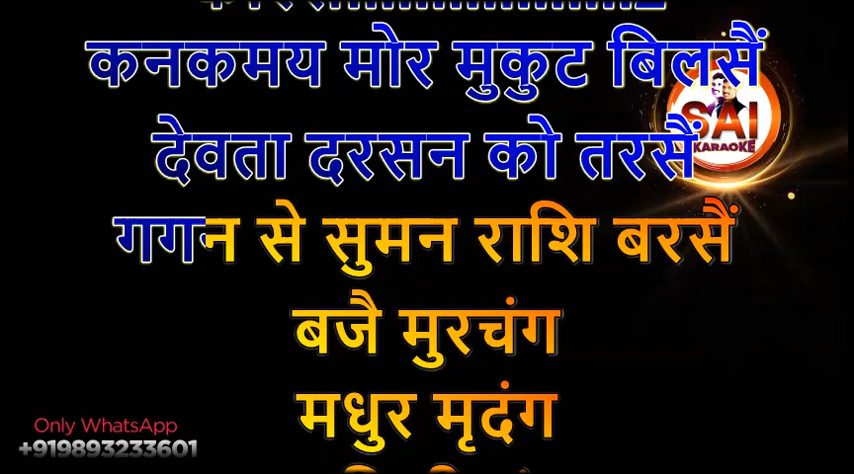 कनकमय मोर मुकुट बिलसैं
SAI
KARAOKE
देवता दरसन को तरसैं
गगन से सुमन राशि बरसैं
बजै मुरचंग
मधुर मृदंग
Only WhatsApp
+919893233601